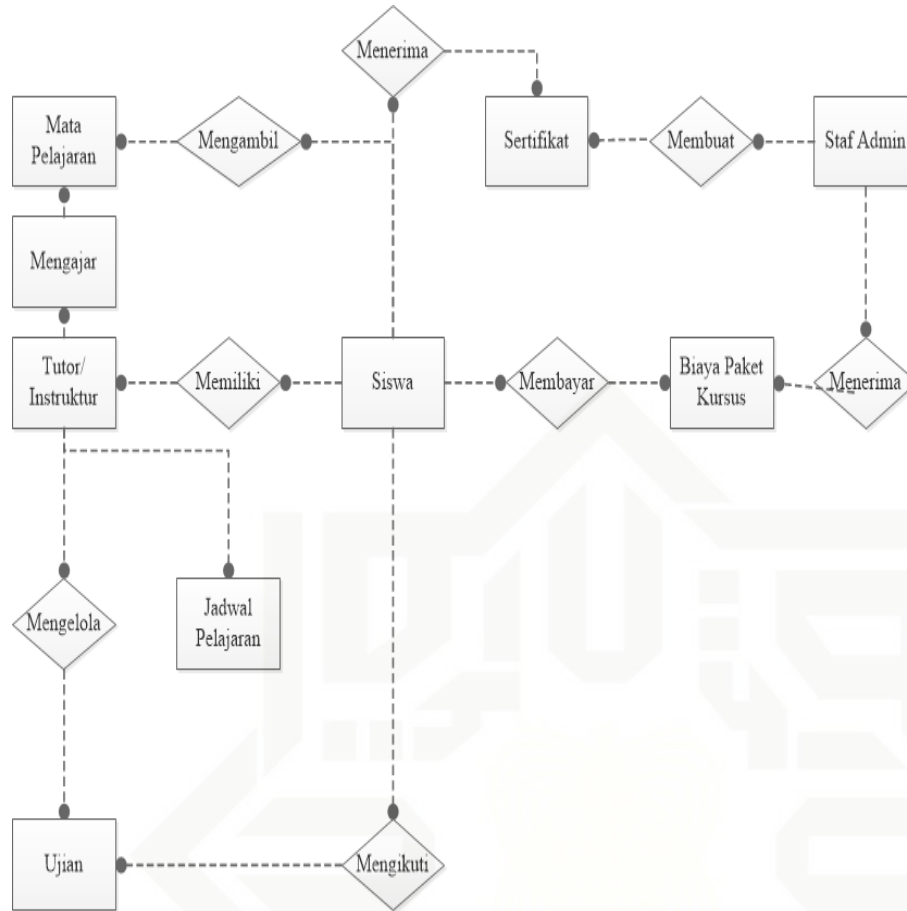 Menerima
Mata
Pelajaran
Mengambil
Sertifikat
Membuat
Staf Admin
Mengajar
Tutor/
Instruktur
Memiliki
Siswa
Membayar
Biaya Paket
Kursus
Menerima
Mengelola
Jadwal
Pelajaran
Ujian
Mengikuti